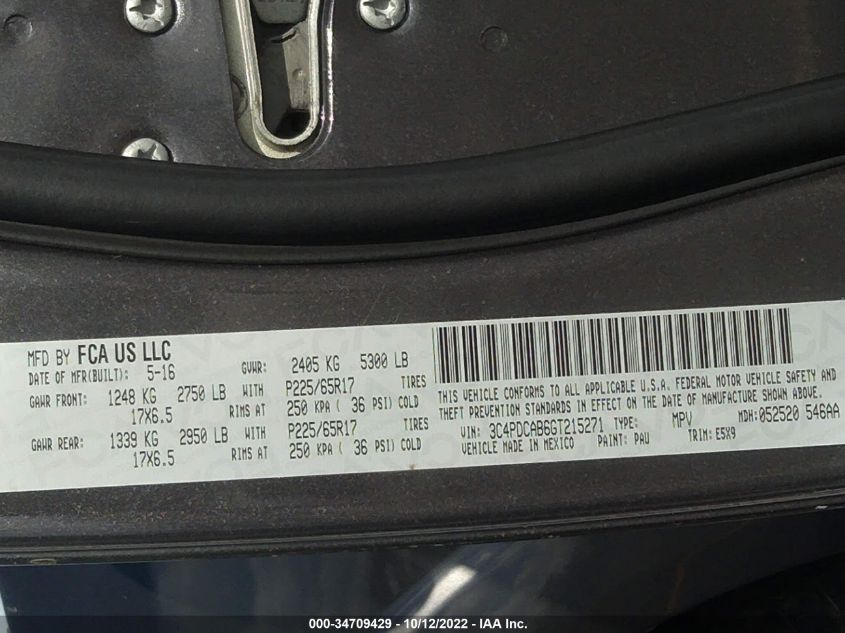 MFD BY FCA US LLC
DATE OF MFR(BUILT): 5-16
GVWR: 2405 KG 5300 LB
GAWR FRONT: 1248 KG 2750 LB WITH P225/65R17 TIRES
17X6.5 RIMS AT 250 KPA ( 36 PSI) COLD
GAWR REAR: 1339 KG 2950 LB WITH P225/65R17 TIRES
17X6.5 RIMS AT 250 KPA ( 36 PSI) COLD
THIS VEHICLE CONFORMS TO ALL APPLICABLE U.S.A. FEDERAL MOTOR VEHICLE SAFETY AND
THEFT PREVENTION STANDARDS IN EFFECT ON THE DATE OF MANUFACTURE SHOWN ABOVE.
VIN: 3C4PDCAB6GT215271 TYPE: MPV MDH: 052520 546AA
VEHICLE MADE IN MEXICO PAINT: PAU TRIM: E5X9
000-34709429 - 10/12/2022 - IAA Inc.